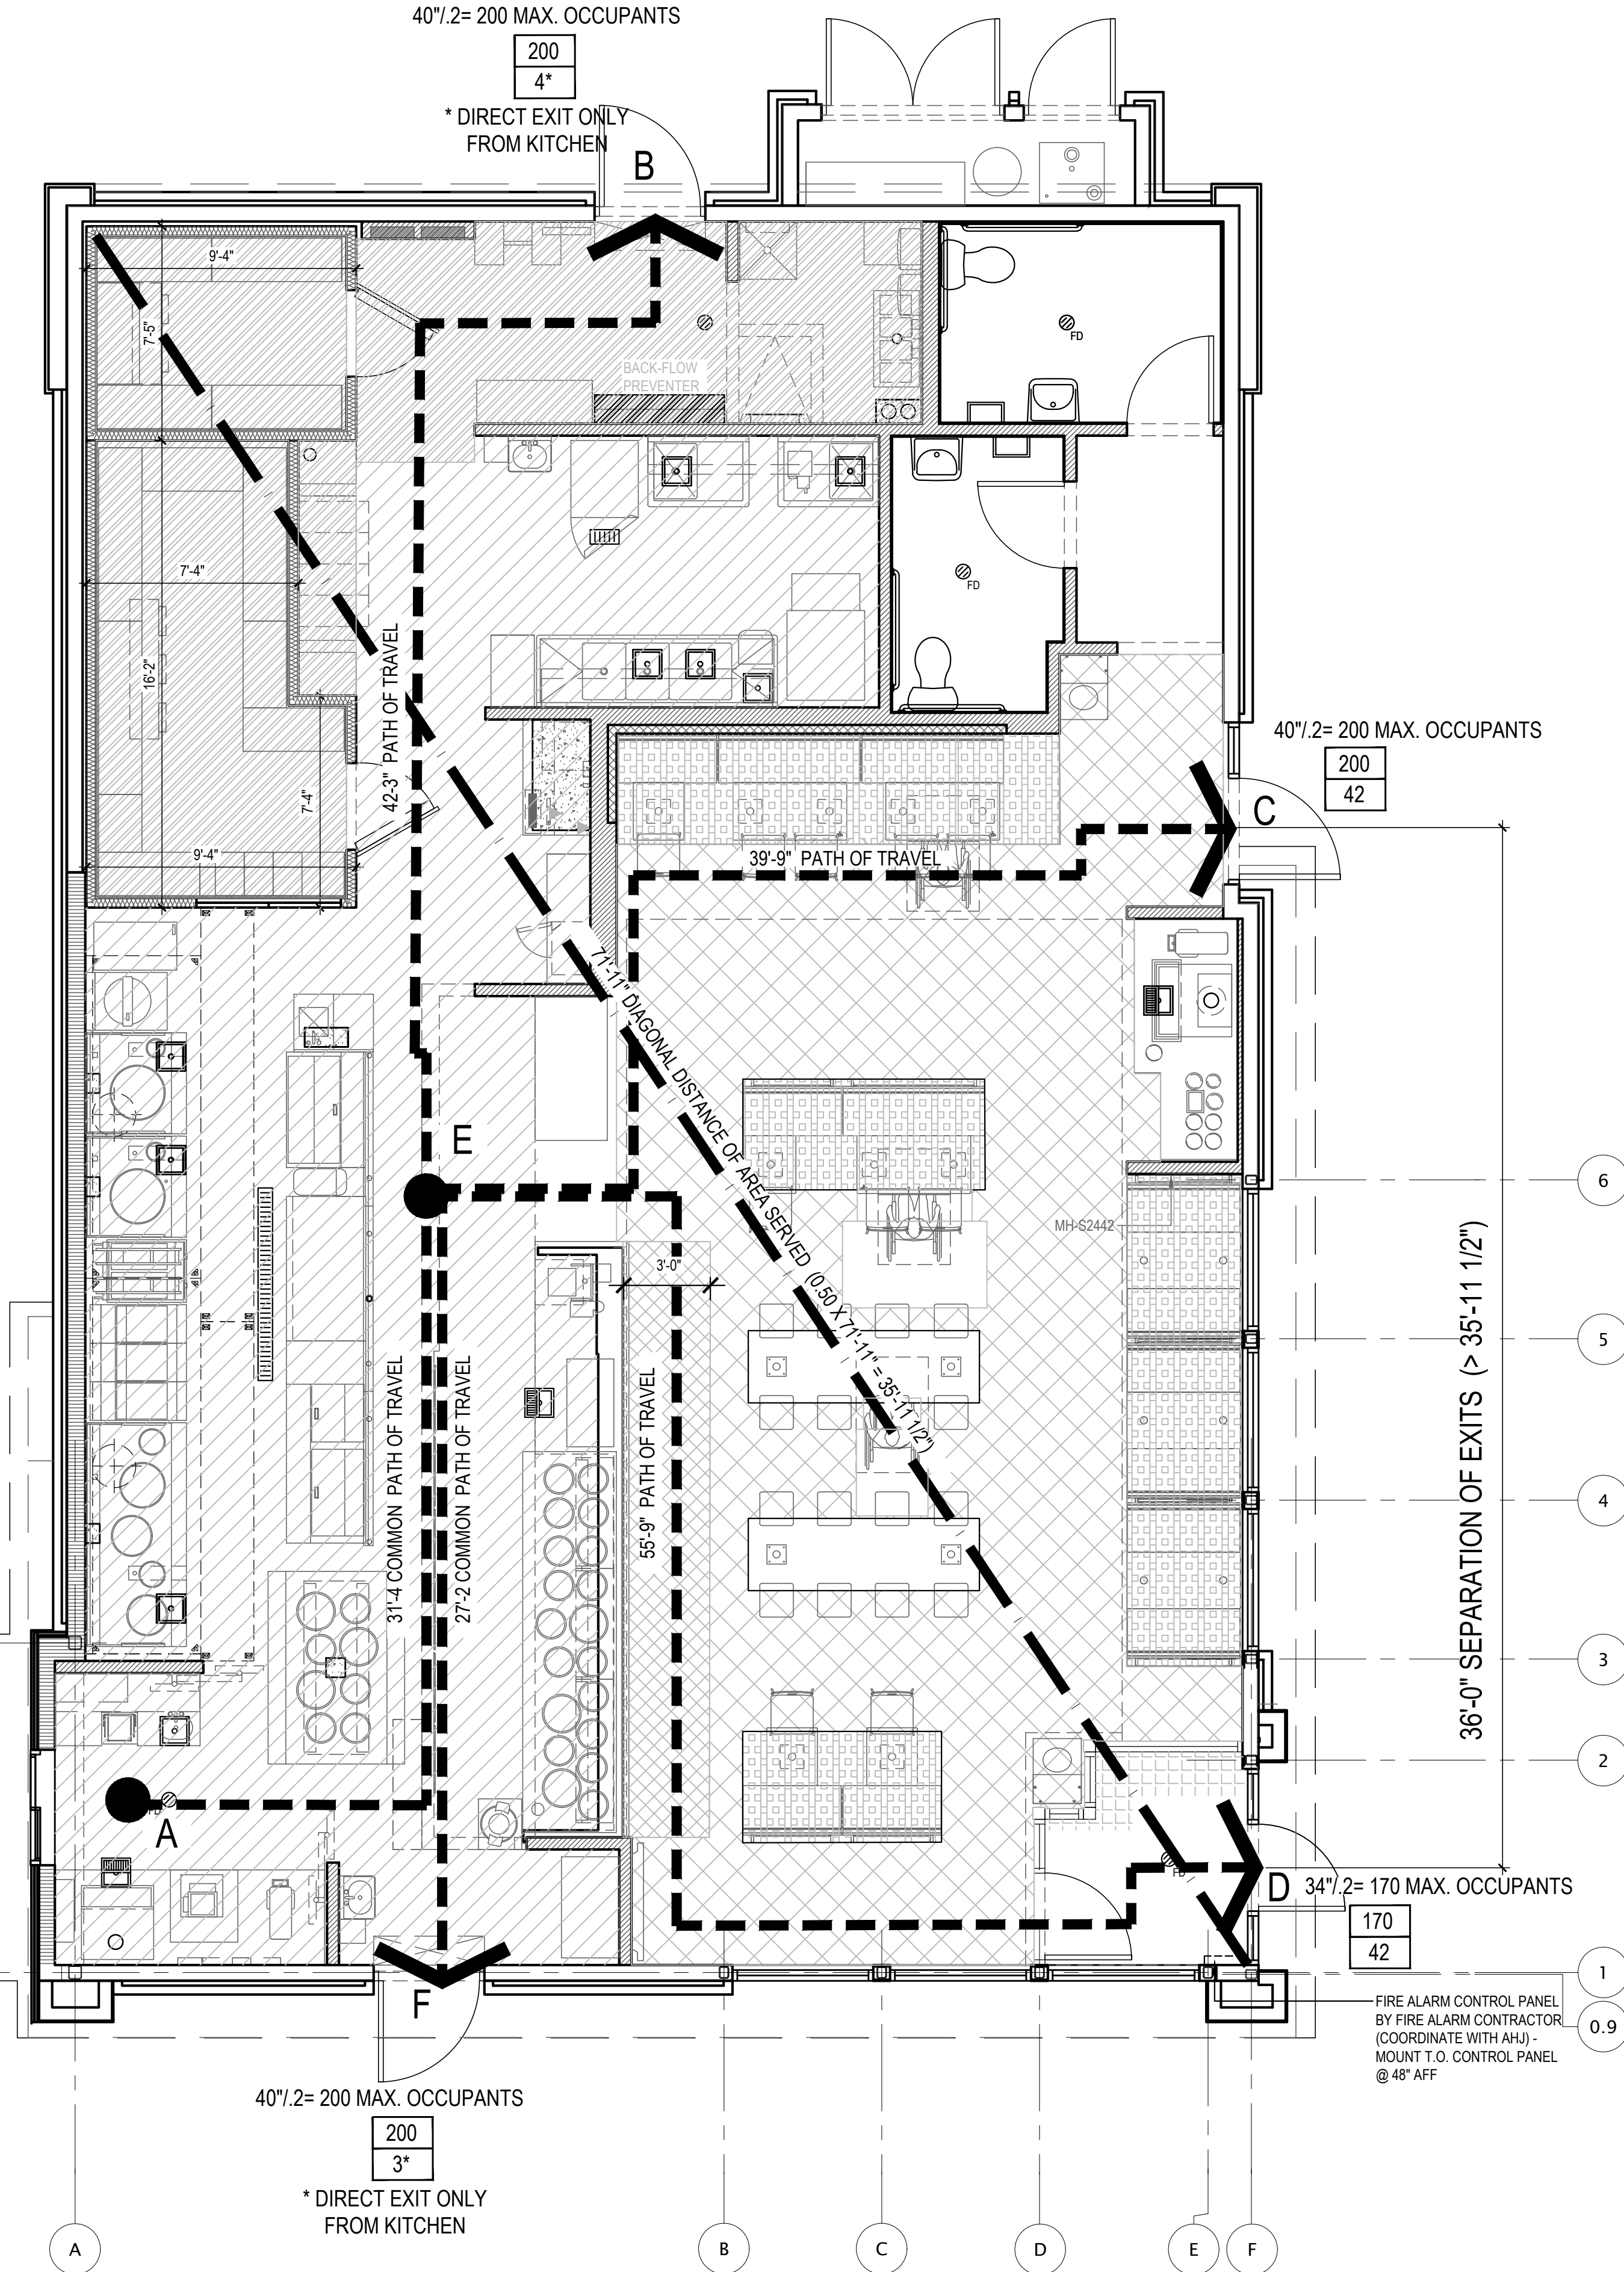 40"/.2= 200 MAX. OCCUPANTS
200
4*
* DIRECT EXIT ONLY
FROM KITCHEN
B
9'-4"
7'-5"
FD
BACK-FLOW
PREVENTER
7'-4"
FD
16'-2"
42-3" PATH OF TRAVEL
7'-4"
9'-4"
40"/.2= 200 MAX. OCCUPANTS
200
42
C
39'-9" PATH OF TRAVEL
71'-11" DIAGONAL DISTANCE OF AREA SERVED (0.50 X 71'-11" = 35'-11 1/2")
E
6
MH-S2442
3'-0"
5
36'-0" SEPARATION OF EXITS (> 35'-11 1/2")
31'-4 COMMON PATH OF TRAVEL
27'-2 COMMON PATH OF TRAVEL
55'-9" PATH OF TRAVEL
4
3
2
FD
A
FD
D
34"/.2= 170 MAX. OCCUPANTS
170
42
1
F
FIRE ALARM CONTROL PANEL
BY FIRE ALARM CONTRACTOR
(COORDINATE WITH AHJ) -
MOUNT T.O. CONTROL PANEL
@ 48" AFF
0.9
40"/.2= 200 MAX. OCCUPANTS
200
3*
* DIRECT EXIT ONLY
FROM KITCHEN
A
B
C
D
E
F